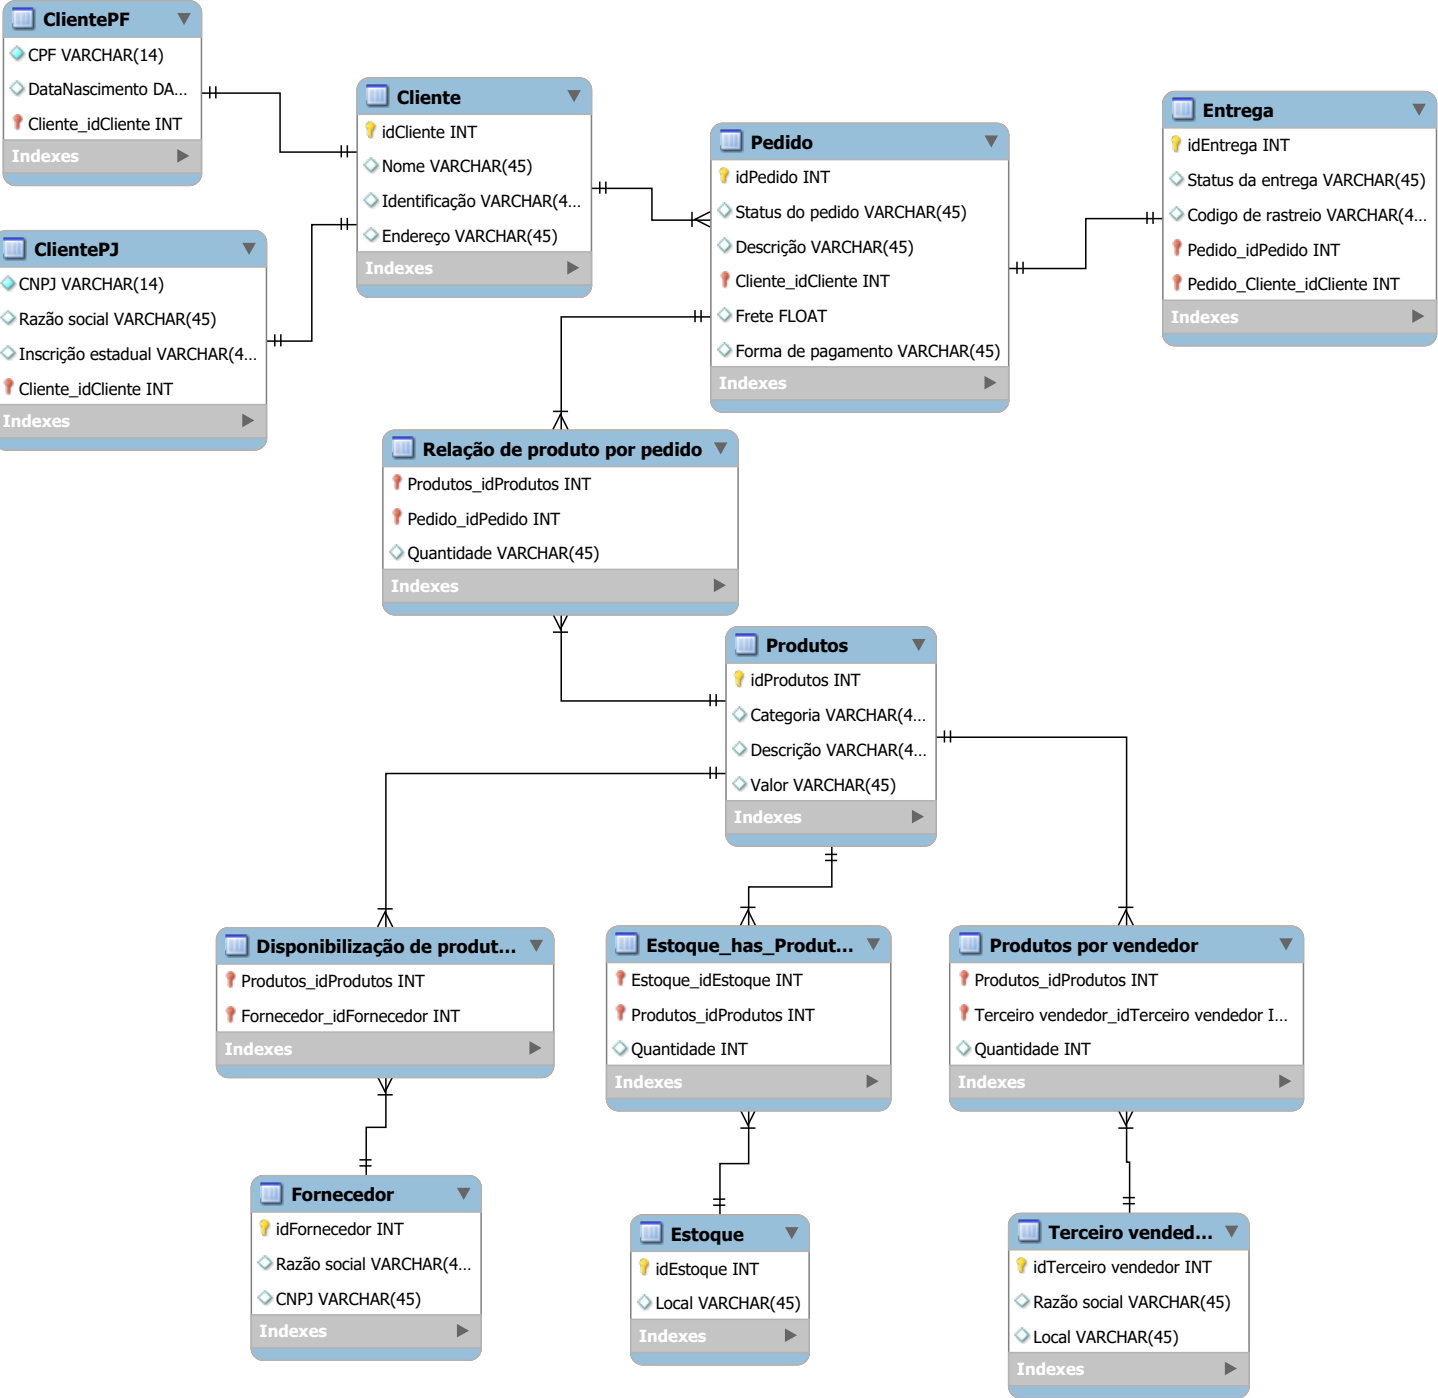 ClientePF
CPF VARCHAR(14)
DataNascimento DA...
Cliente_idCliente INT
Indexes
ClientePJ
CNPJ VARCHAR(14)
Razão social VARCHAR(45)
Inscrição estadual VARCHAR(4...
Cliente_idCliente INT
Indexes
Cliente
idCliente INT
Nome VARCHAR(45)
Identificação VARCHAR(4...
Endereço VARCHAR(45)
Indexes
Pedido
idPedido INT
Status do pedido VARCHAR(45)
Descrição VARCHAR(45)
Cliente_idCliente INT
Frete FLOAT
Forma de pagamento VARCHAR(45)
Indexes
Entrega
idEntrega INT
Status da entrega VARCHAR(45)
Codigo de rastreio VARCHAR(4...
Pedido_idPedido INT
Pedido_Cliente_idCliente INT
Indexes
Relação de produto por pedido
Produtos_idProdutos INT
Pedido_idPedido INT
Quantidade VARCHAR(45)
Indexes
Produtos
idProdutos INT
Categoria VARCHAR(4...
Descrição VARCHAR(4...
Valor VARCHAR(45)
Indexes
Disponibilização de produt...
Produtos_idProdutos INT
Fornecedor_idFornecedor INT
Indexes
Estoque_has_Produt...
Estoque_idEstoque INT
Produtos_idProdutos INT
Quantidade INT
Indexes
Produtos por vendedor
Produtos_idProdutos INT
Terceiro vendedor_idTerceiro vendedor I...
Quantidade INT
Indexes
Fornecedor
idFornecedor INT
Razão social VARCHAR(4...
CNPJ VARCHAR(45)
Indexes
Estoque
idEstoque INT
Local VARCHAR(45)
Indexes
Terceiro vended...
idTerceiro vendedor INT
Razão social VARCHAR(45)
Local VARCHAR(45)
Indexes